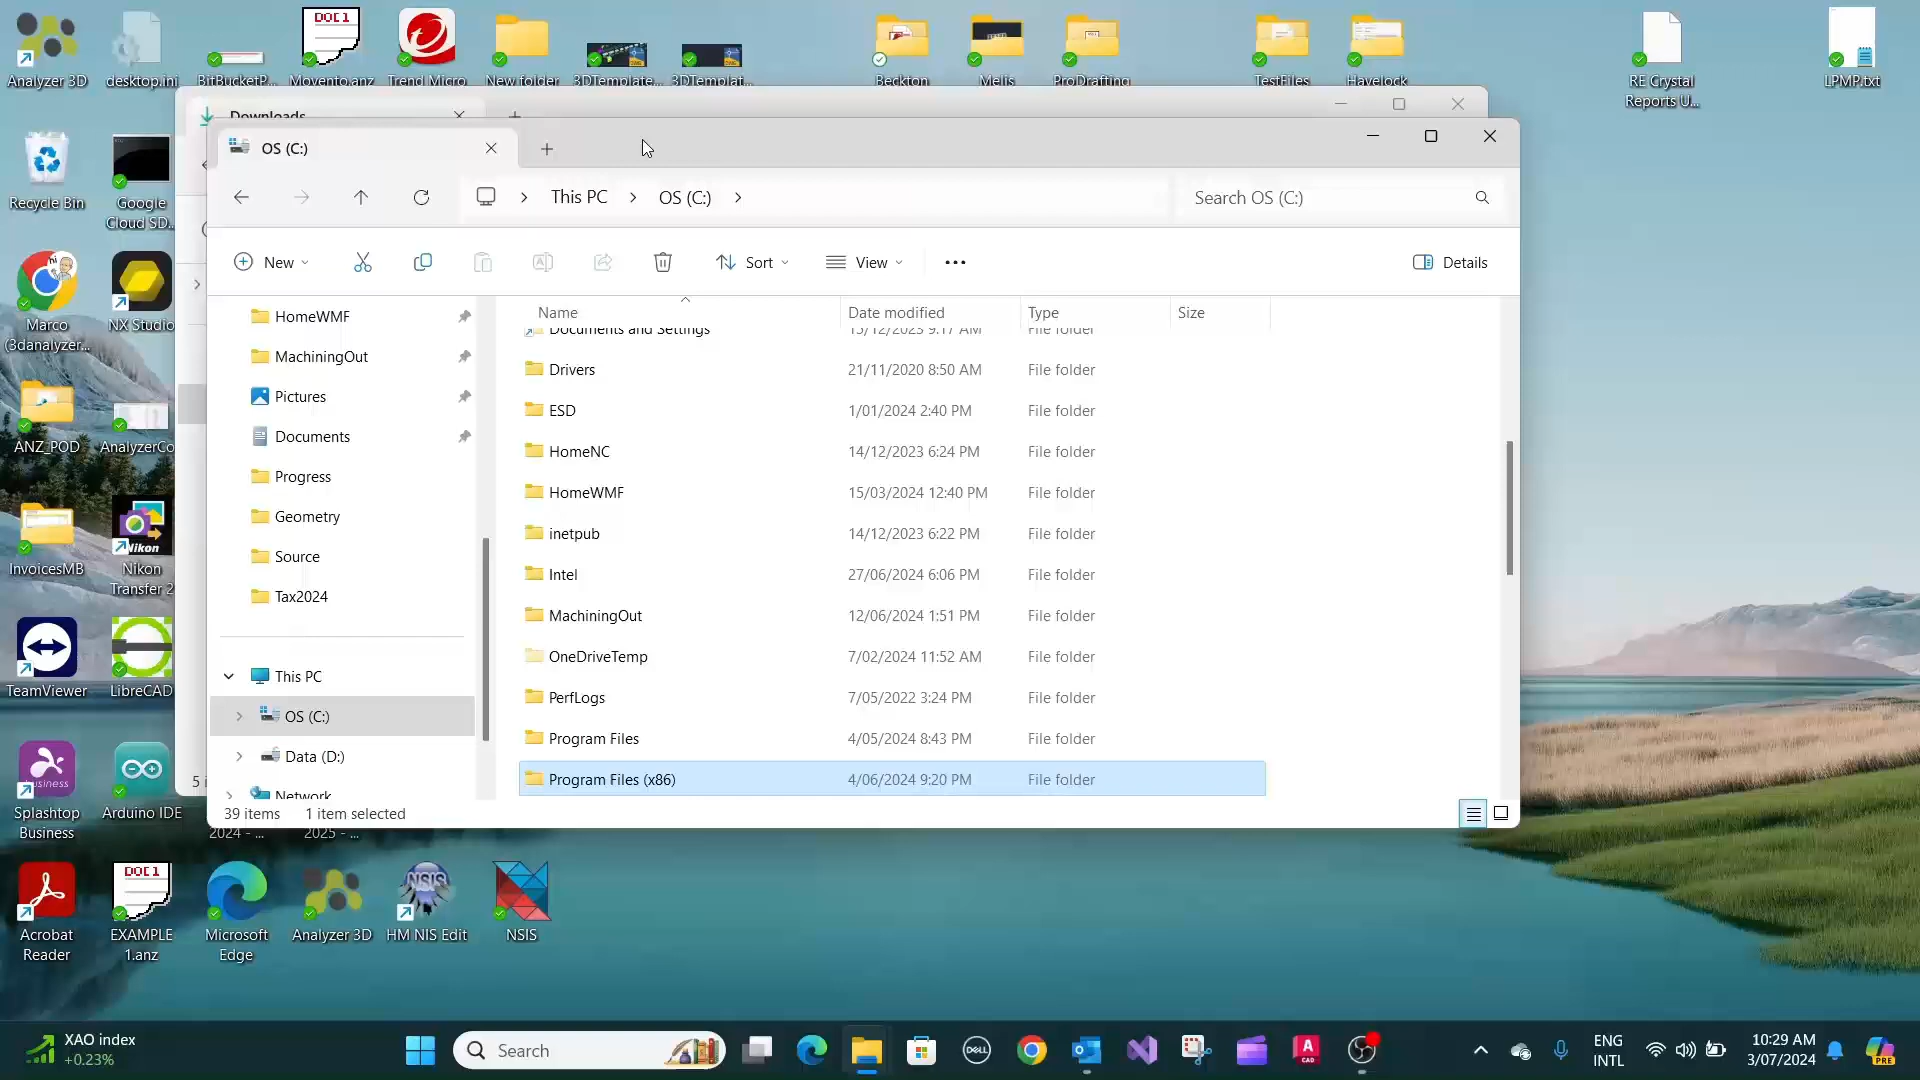 DOC1
DOC1
Analyzer 3D
desktop.ini
BitBucketP...
Movento.anz
Trend Micro
New folder
3DTemplate...
3DTemplat...
Beckton
Melis
ProDrafting
TestFiles
Havelock
RE Crystal
Reports U...
LPMP.txt
Downloads
OS (C:)
This PC
OS (C:)
Search OS (C:)
Recycle Bin
Google
Cloud SD...
New
Sort
View
Details
Marco
(3danalyzer...
NX Studio
HomeWMF
MachiningOut
Pictures
Documents
Progress
Geometry
Source
Tax2024
This PC
OS (C:)
Data (D:)
Network
Name
Date modified
Type
Size
Documents and Settings
15/12/2023 9:17 AM
File folder
Drivers
21/11/2020 8:50 AM
File folder
ESD
1/01/2024 2:40 PM
File folder
HomeNC
14/12/2023 6:24 PM
File folder
HomeWMF
15/03/2024 12:40 PM
File folder
inetpub
14/12/2023 6:22 PM
File folder
Intel
27/06/2024 6:06 PM
File folder
MachiningOut
12/06/2024 1:51 PM
File folder
OneDriveTemp
7/02/2024 11:52 AM
File folder
PerfLogs
7/05/2022 3:24 PM
File folder
Program Files
4/05/2024 8:43 PM
File folder
Program Files (x86)
4/06/2024 9:20 PM
File folder
39 items
1 item selected
5 i
ANZ_POD
AnalyzerCo
InvoicesMB
Nikon
Nikon
Transfer 2
TeamViewer
LibreCAD
business
Splashtop
Business
Arduino IDE
2024 - ...
2025 - ...
Acrobat
Reader
EXAMPLE
1.anz
Microsoft
Edge
Analyzer 3D
NSIS
HM NIS Edit
NSIS
XAO index
+0.23%
Search
DELL
A
CAD
ENG
INTL
10:29 AM
3/07/2024
PRE